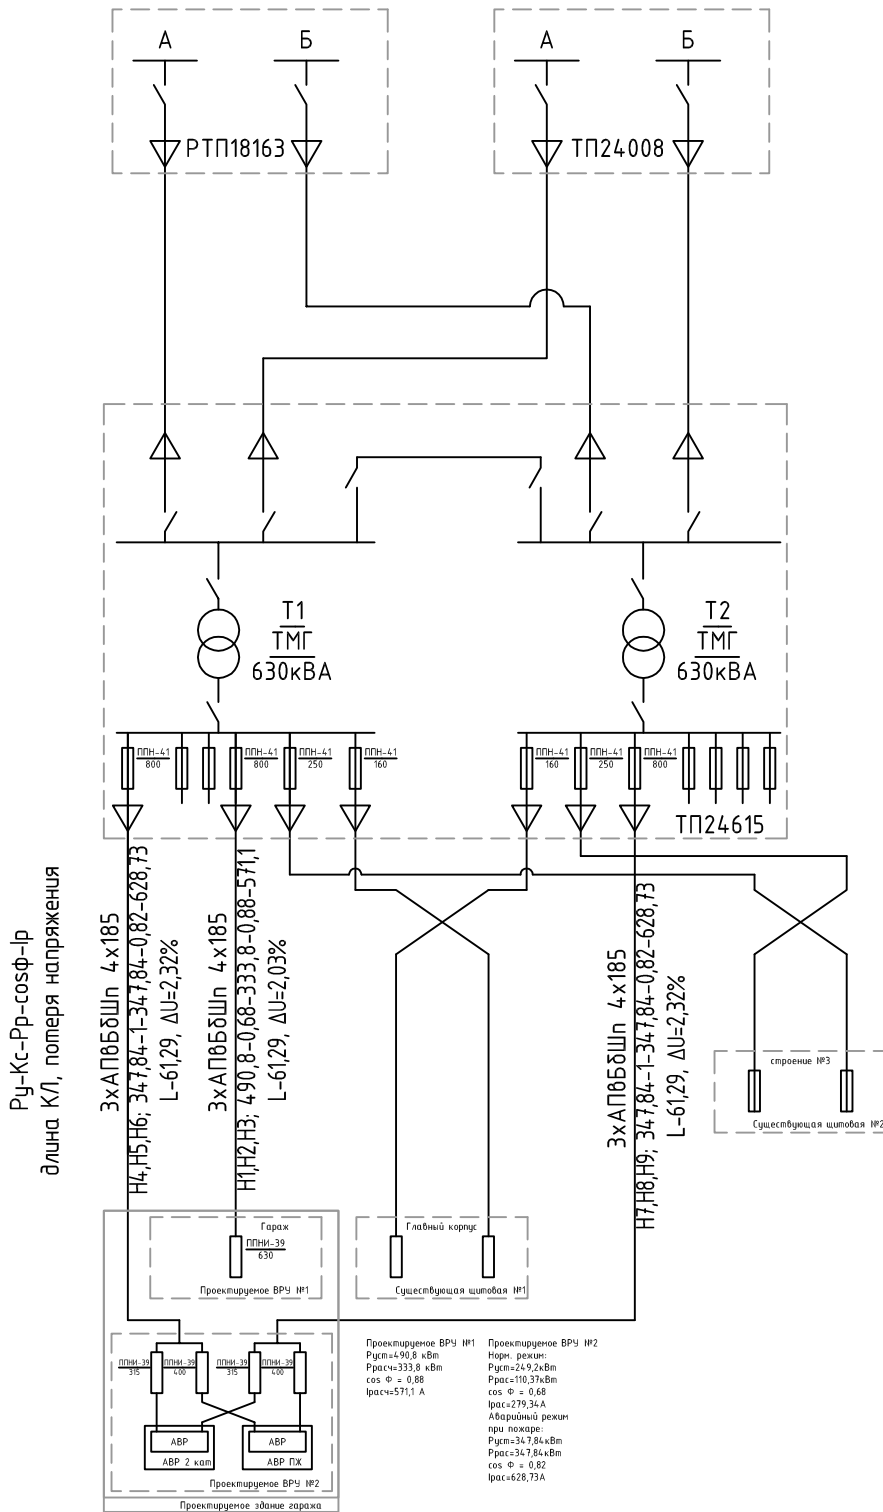 А
Б
А
Б
РТП18163
ТП24008
Т1
ТМГ
630кВА
Т2
ТМГ
630кВА
ППН-41
800
ППН-41
800
ППН-41
250
ППН-41
160
ППН-41
160
ППН-41
250
ППН-41
800
ТП24615
Ру-Кс-Рр-cosф-Iр
длина КЛ, потеря напряжения
3хАПвБбШп 4х185
Н4,Н5,Н6; 347,84-1-347,84-0,82-628,73
L-61,29, ΔU=2,32%
3хАПвБбШп 4х185
Н1,Н2,Н3; 490,8-0,68-333,8-0,88-571,1
L-61,29, ΔU=2,03%
3хАПвБбШп 4х185
Н7,Н8,Н9; 347,84-1-347,84-0,82-628,73
L-61,29, ΔU=2,32%
строение №3
Существующая щитовая №2
Гараж
ППНИ-39
630
Проектируемое ВРУ №1
Главный корпус
Существующая щитовая №1
ППНИ-39
315
ППНИ-39
400
ППНИ-39
315
ППНИ-39
400
АВР
АВР 2 кат
АВР
АВР ПЖ
Проектируемое ВРУ №2
Проектируемое здание гаража
Проектируемое ВРУ №1
Руст=490,8 кВт
Ррасч=333,8 кВт
cos Ф = 0,88
Iрасч=571,1 А
Проектируемое ВРУ №2
Норм. режим:
Руст=249,2кВт
Ррас=110,37кВт
cos Ф = 0,68
Iрас=279,34А
Аварийный режим
при пожаре:
Руст=347,84кВт
Ррас=347,84кВт
cos Ф = 0,82
Iрас=628,73А